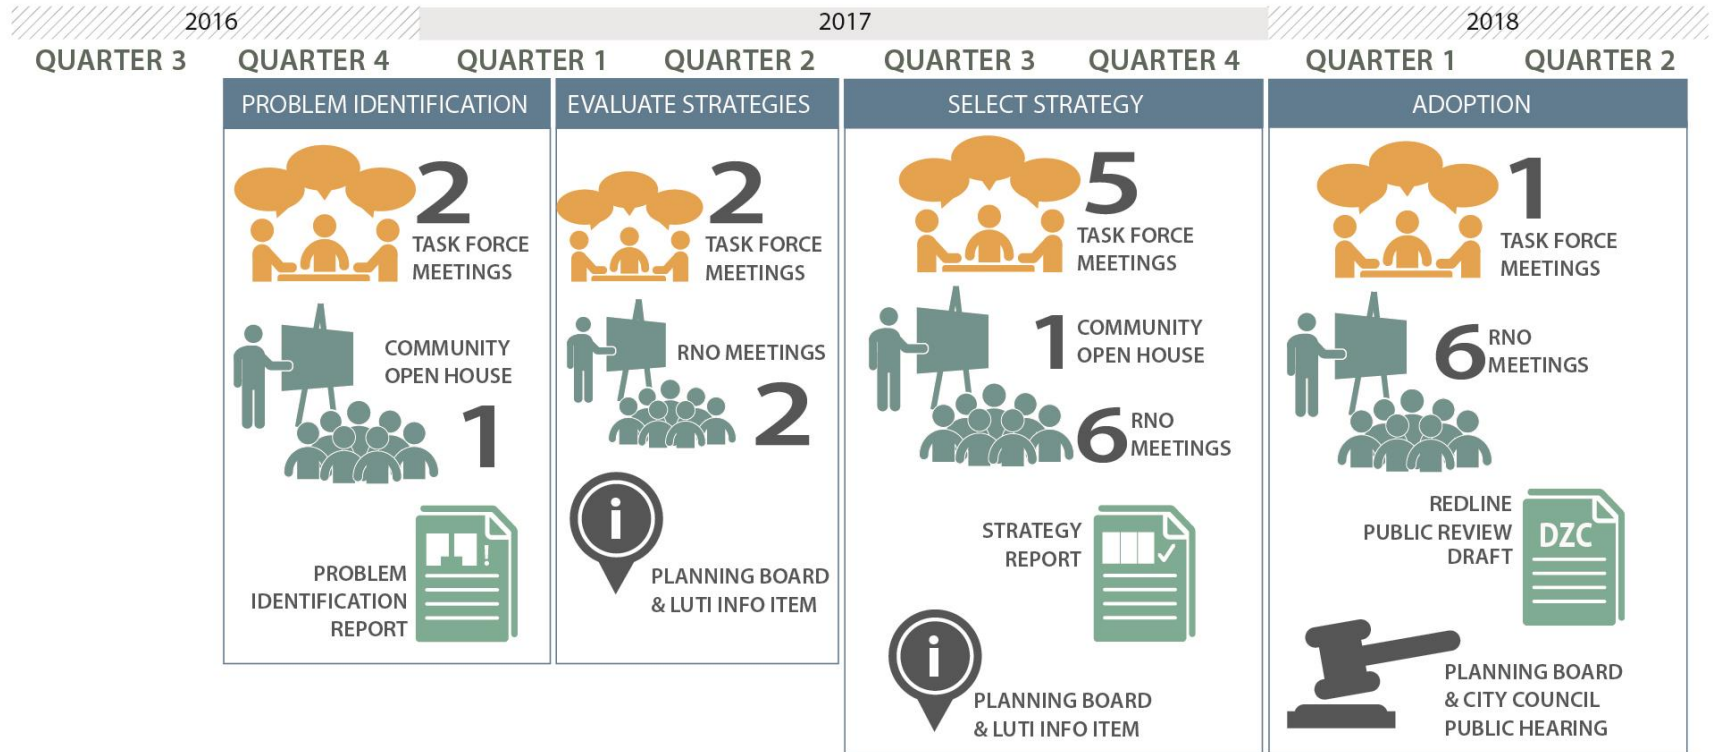 2016
2017
2018
QUARTER 3
QUARTER 4
QUARTER 1
QUARTER 2
QUARTER 3
QUARTER 4
QUARTER 1
QUARTER 2
PROBLEM IDENTIFICATION
2
TASK FORCE
MEETINGS
COMMUNITY
OPEN HOUSE
1
!
PROBLEM
IDENTIFICATION
REPORT
EVALUATE STRATEGIES
2
TASK FORCE
MEETINGS
RNO MEETINGS
2
i
PLANNING BOARD
& LUTI INFO ITEM
SELECT STRATEGY
5
TASK FORCE
MEETINGS
1
COMMUNITY
OPEN HOUSE
6
RNO
MEETINGS
STRATEGY
REPORT
i
PLANNING BOARD
& LUTI INFO ITEM
ADOPTION
1
TASK FORCE
MEETINGS
6
RNO
MEETINGS
REDLINE
PUBLIC REVIEW
DRAFT
DZC
PLANNING BOARD
& CITY COUNCIL
PUBLIC HEARING